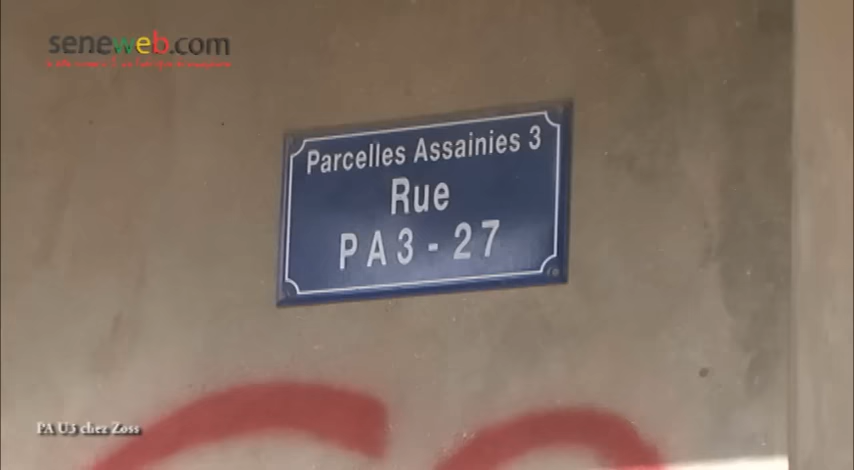 seneweb.com
Parcelles Assainies 3
Rue
PA3 - 27
PA U3 chez Zoss